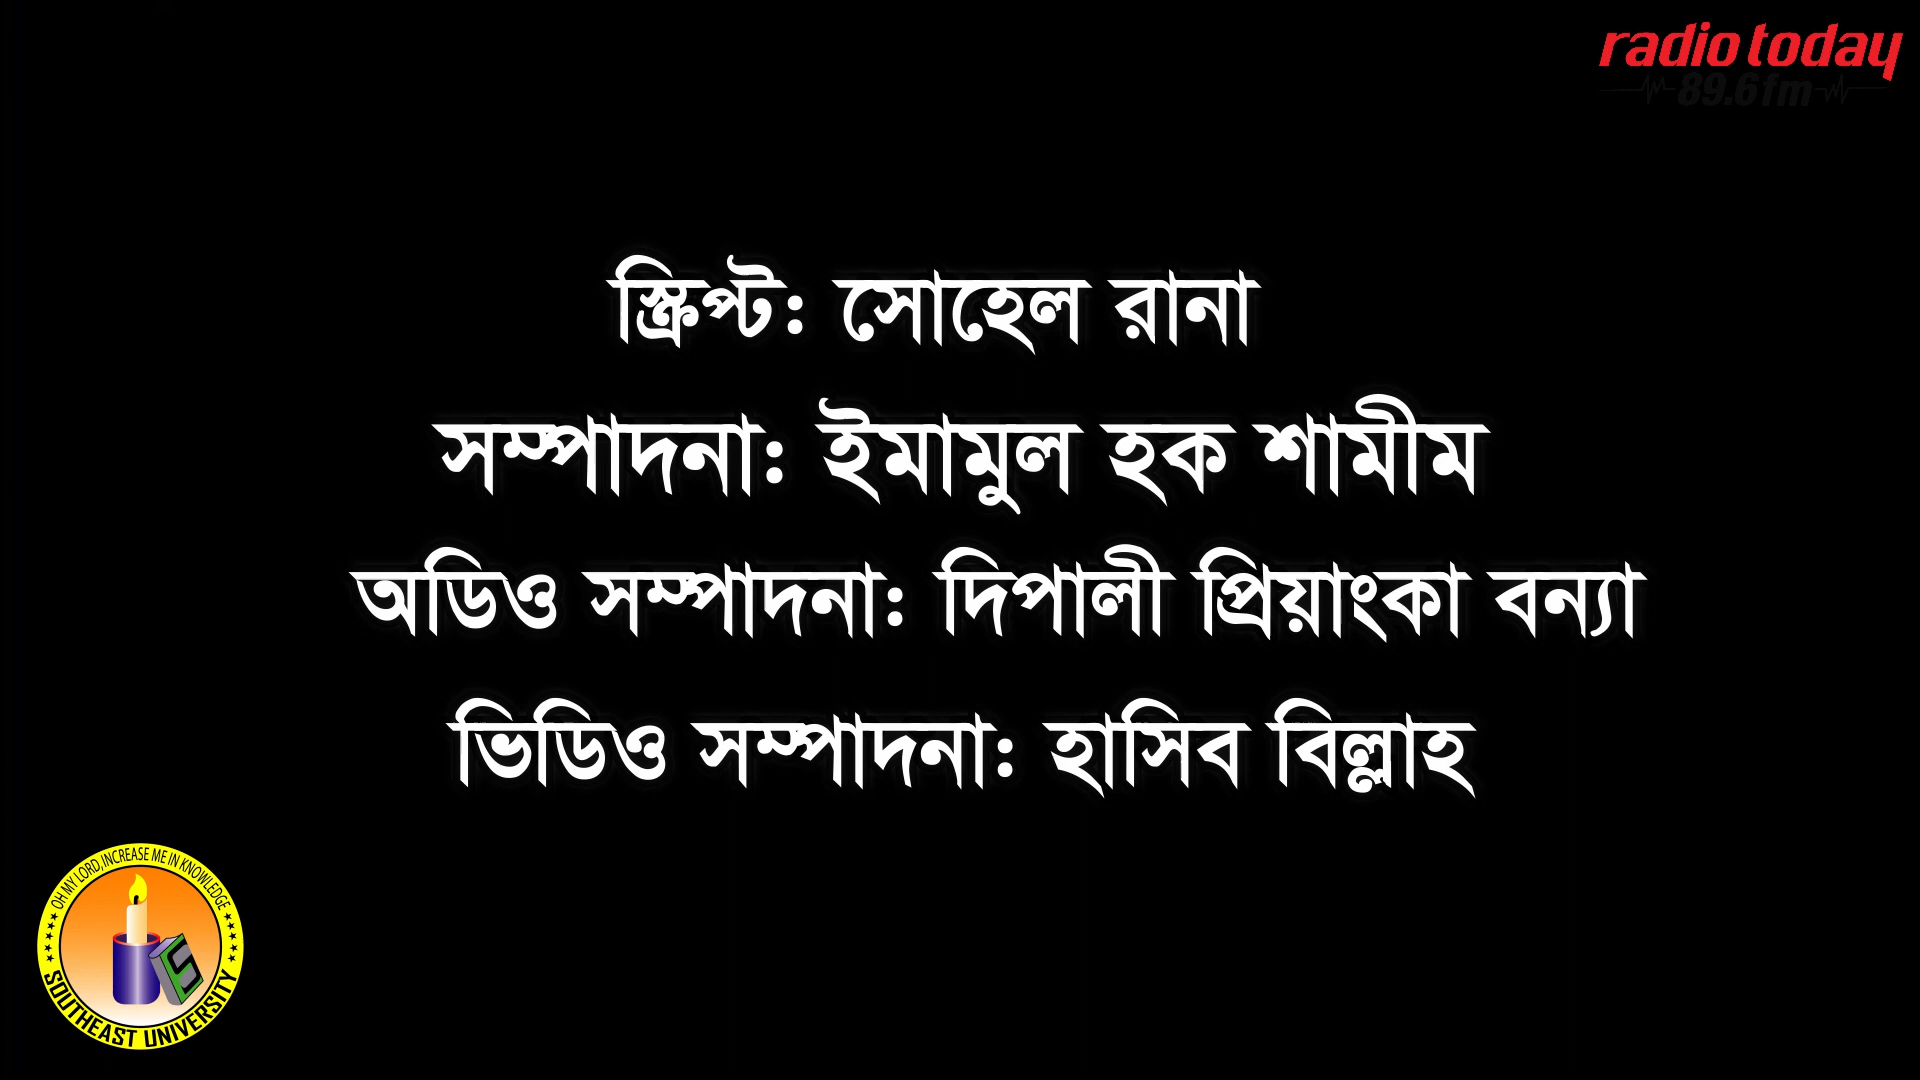 radio today
89.6 fm
স্ক্রিপ্ট: সোহেল রানা
সম্পাদনা: ইমামুল হক শামীম
অডিও সম্পাদনা: দিপালী প্রিয়াংকা বন্যা
ভিডিও সম্পাদনা: হাসিব বিল্লাহ
OH MY LORD, INCREASE ME IN KNOWLEDGE
SOUTHEAST UNIVERSITY